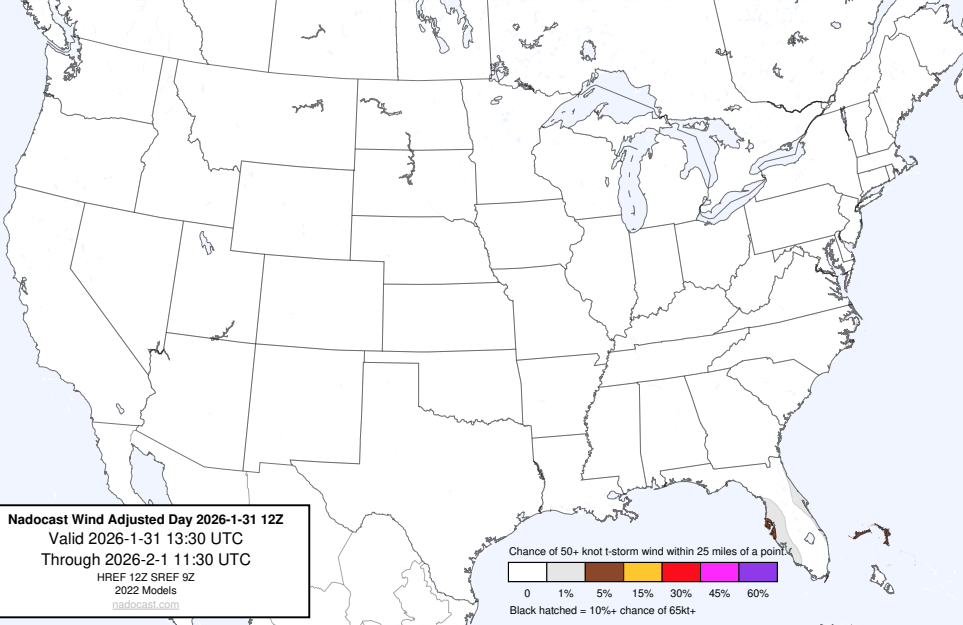 Nadocast Wind Adjusted Day 2026-1-31 12Z
Valid 2026-1-31 13:30 UTC
Through 2026-2-1 11:30 UTC
HREF 12Z SREF 9Z
2022 Models
nadocast.com
Chance of 50+ knot t-storm wind within 25 miles of a point.
0 1% 5% 15% 30% 45% 60%
Black hatched = 10%+ chance of 65kt+